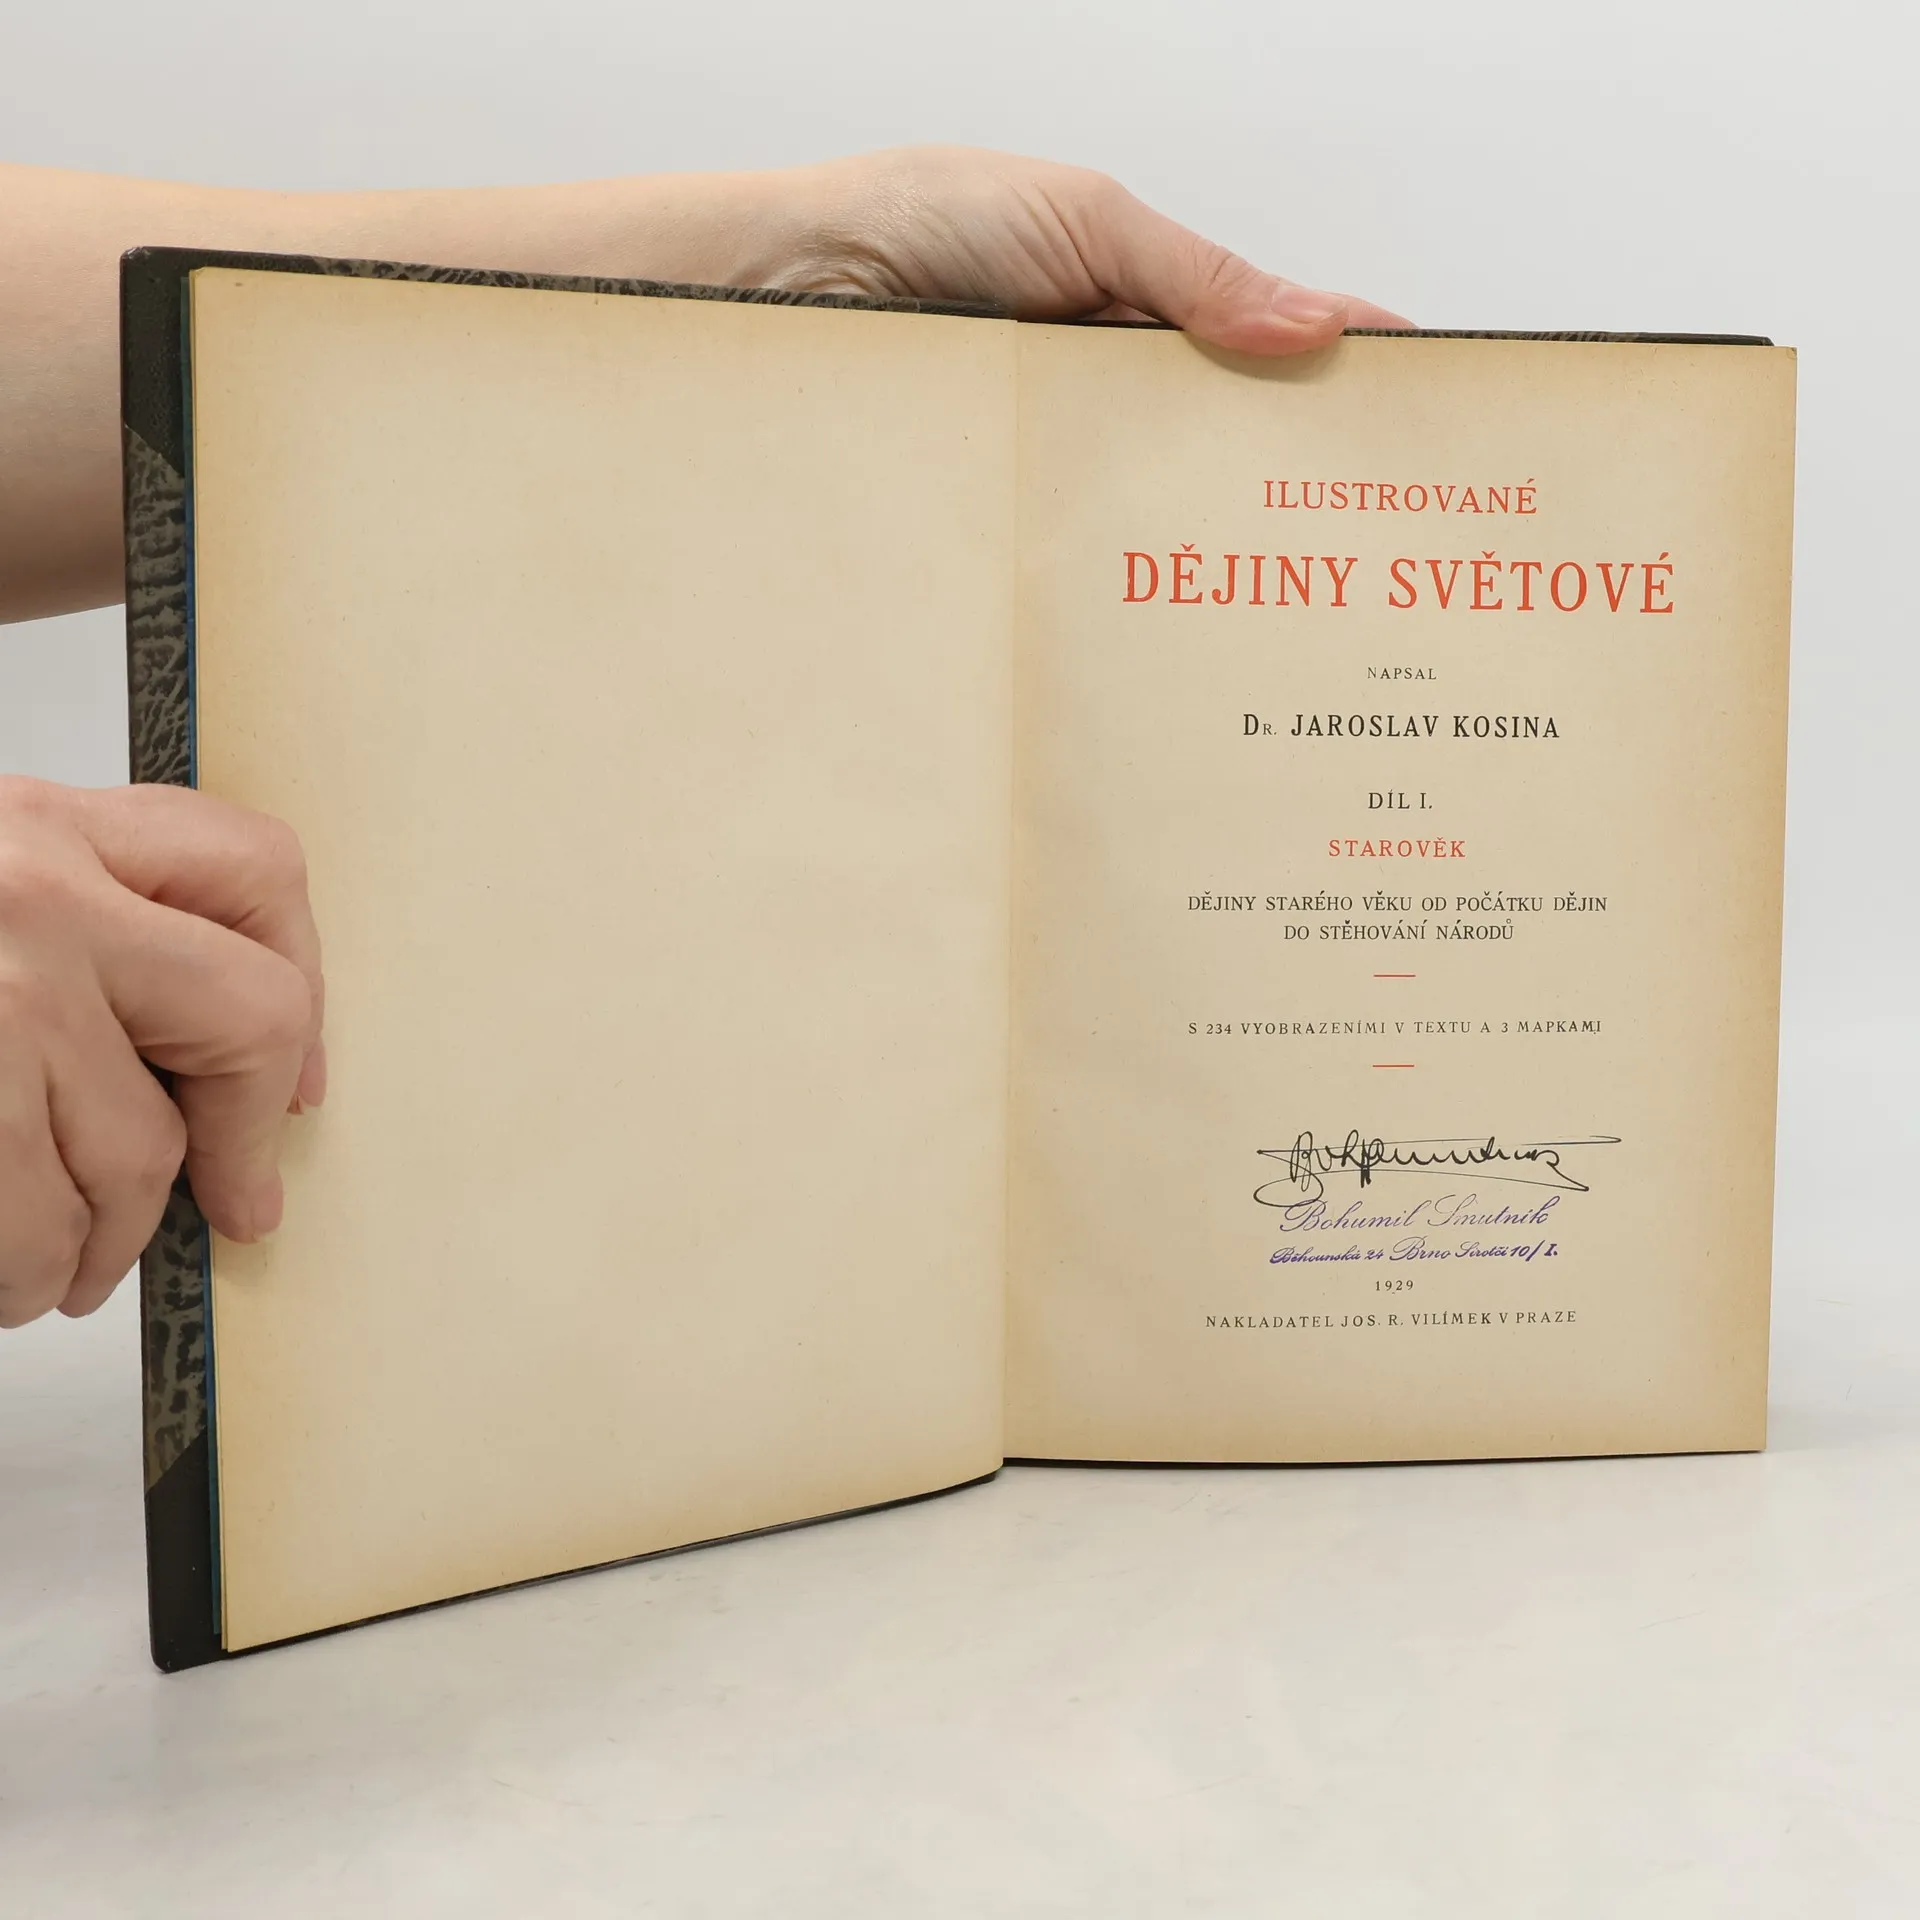 ILUSTROVANÉ
DĚJINY SVĚTOVÉ
NAPSAL
DR. JAROSLAV KOSINA
DÍL I.
STAROVĚK
DĚJINY STARÉHO VĚKU OD POČÁTKU DĚJIN
DO STĚHOVÁNÍ NÁRODŮ
S 234 VYOBRAZENÍMI V TEXTU A 3 MAPKAMI
Bohumil Smutník
Běhounská 24 Brno Sirotčí 10/I.
1929
NAKLADATEL JOS. R. VILÍMEK V PRAZE